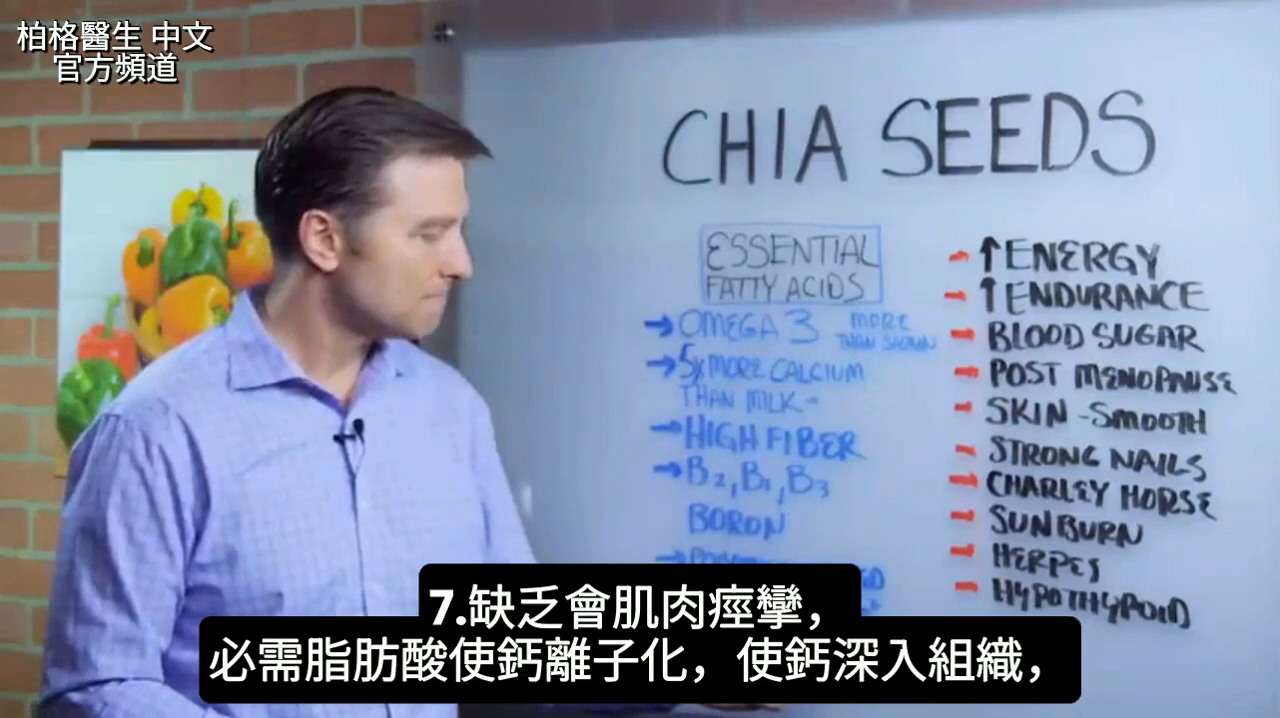 柏格醫生 中文
官方頻道
CHIA SEEDS
ESSENTIAL
FATTY ACIDS
→ OMEGA 3 MORE
THAN SALMON
→ 5x MORE CALCIUM
THAN MILK -
→ HIGH FIBER
→ B2, B1, B3
BORON
- ↑ ENERGY
- ↑ ENDURANCE
- BLOOD SUGAR
- POST MENOPAUSE
- SKIN - SMOOTH
- STRONG NAILS
- CHARLEY HORSE
- SUNBURN
- HERPES
- HYPOTHYROID
7.缺乏會肌肉痙攣，
必需脂肪酸使鈣離子化，使鈣深入組織，